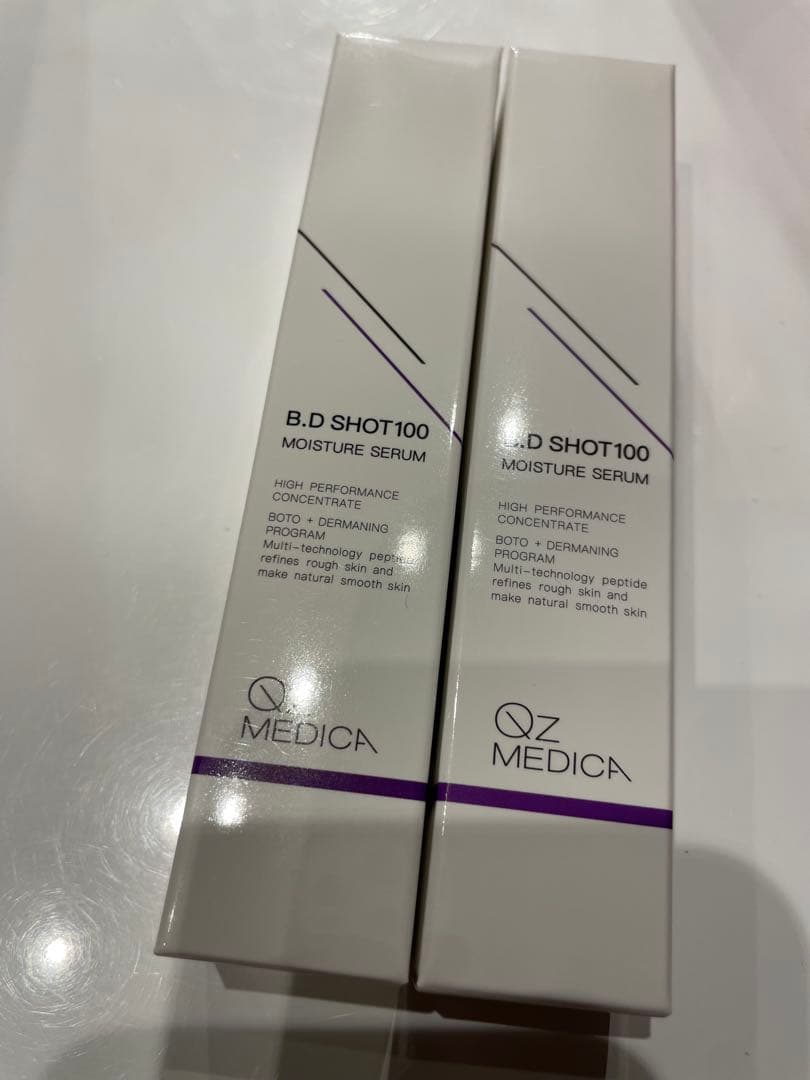 B.D SHOT100
MOISTURE SERUM
HIGH PERFORMANCE
CONCENTRATE
BOTO + DERMANING
PROGRAM
Multi-technology peptide
refines rough skin and
make natural smooth skin
Qz
MEDICA
B.D SHOT100
MOISTURE SERUM
HIGH PERFORMANCE
CONCENTRATE
BOTO + DERMANING
PROGRAM
Multi-technology peptide
refines rough skin and
make natural smooth skin
Qz
MEDICA